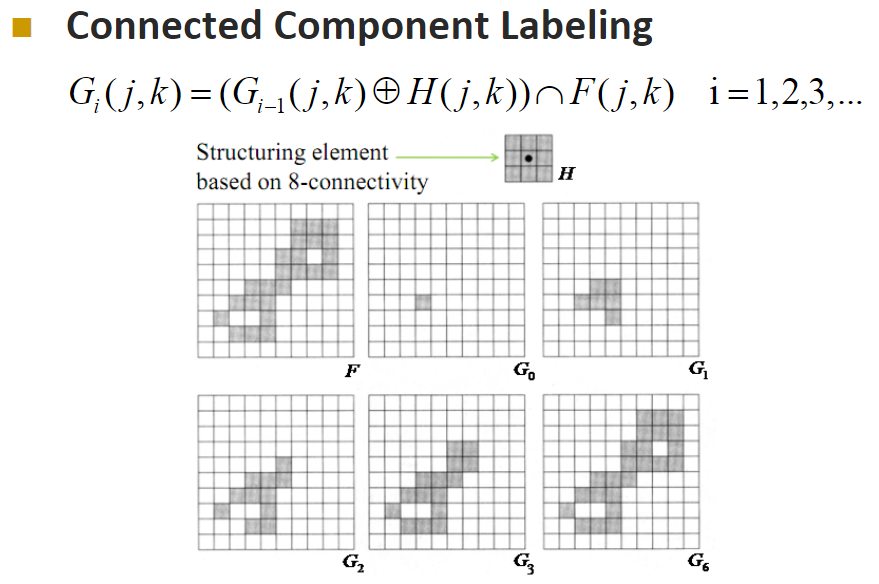 Connected Component Labeling
G_i(j,k)=(G_{i-1}(j,k)⊕H(j,k))∩F(j,k) i=1,2,3,...
Structuring element
based on 8-connectivity
H
F
G_0
G_1
G_2
G_3
G_6